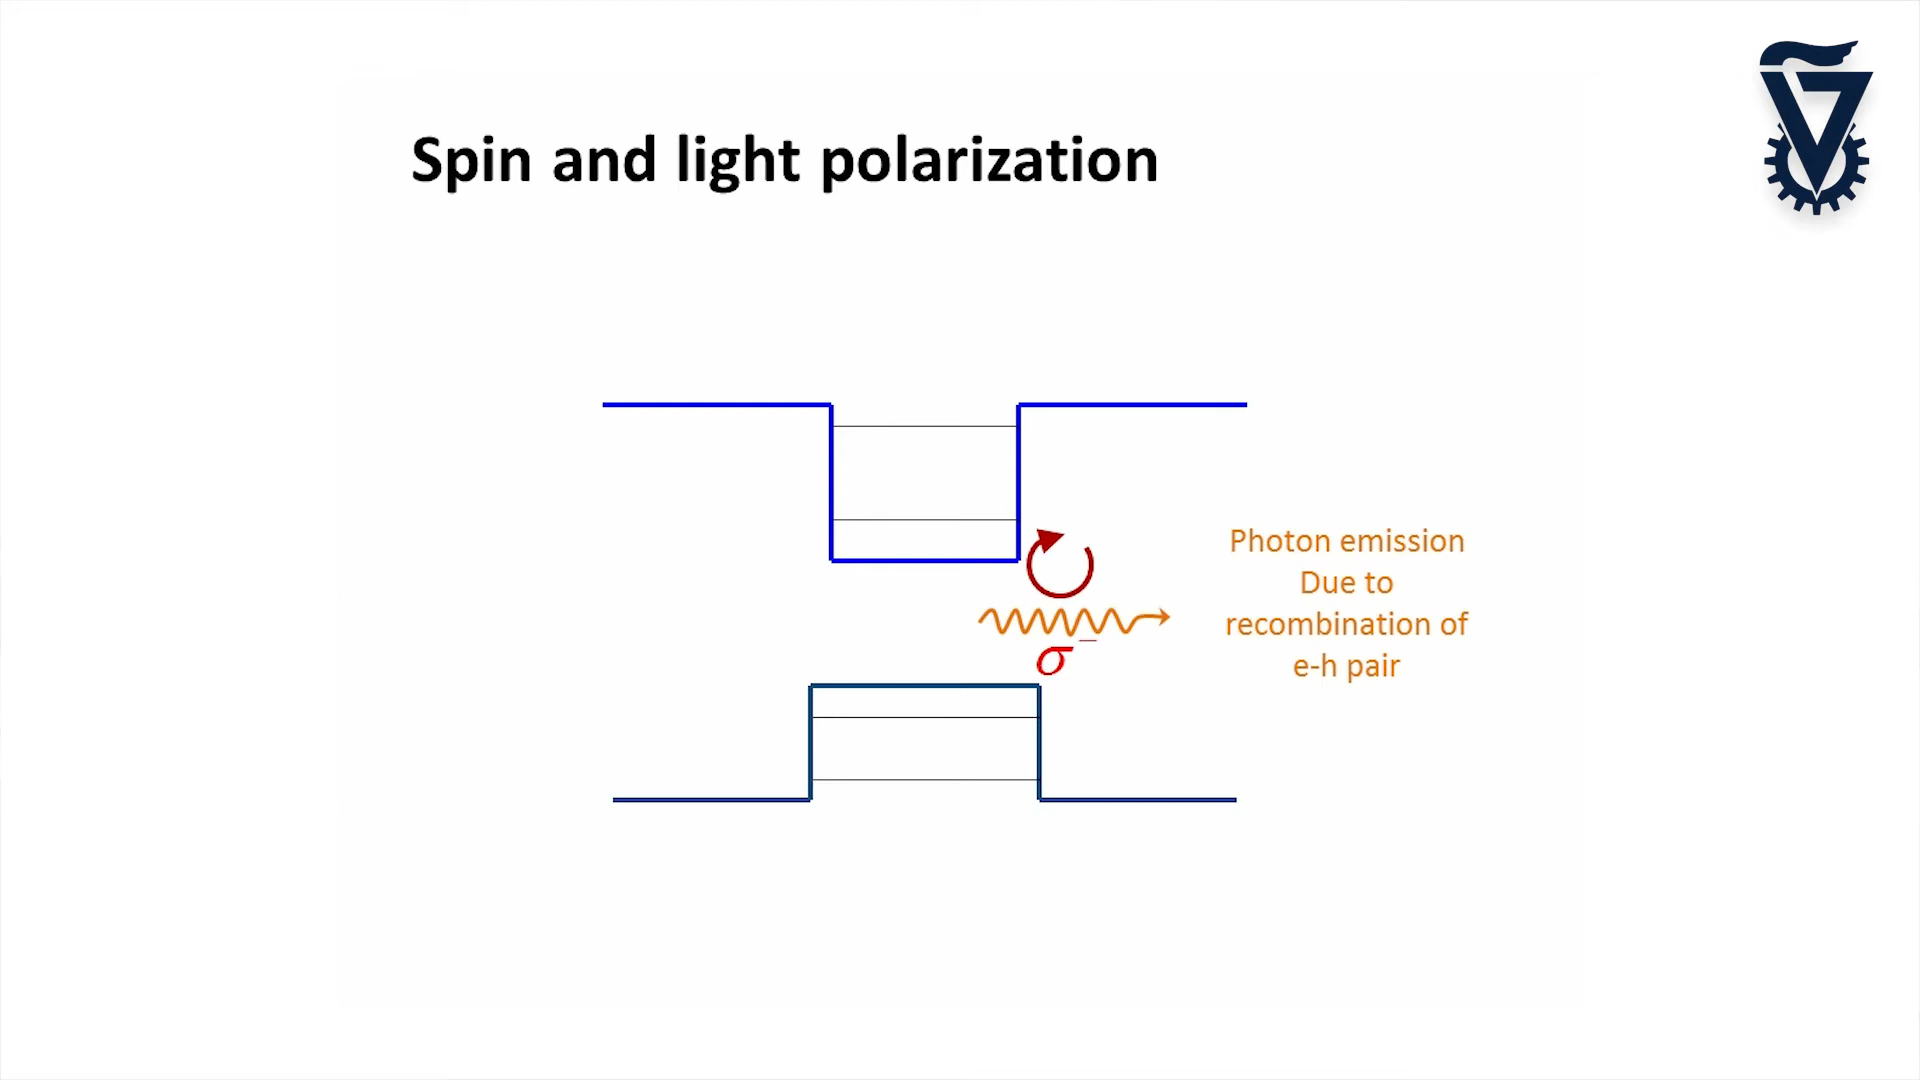 Spin and light polarization
Photon emission
Due to
recombination of
e-h pair
σ⁻